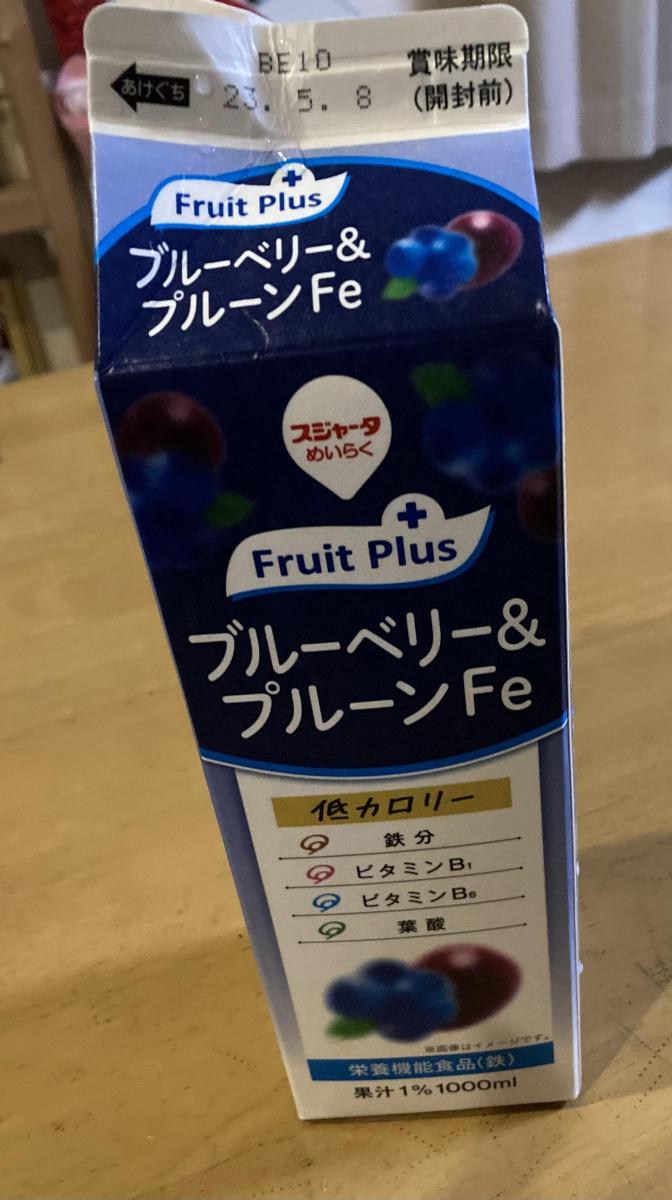 BE10
賞味期限
あけぐち
23. 5. 8
(開封前)
Fruit Plus
ブルーベリー&
プルーンFe
スジャータ
めいらく
Fruit Plus
ブルーベリー&
プルーンFe
低カロリー
鉄分
ビタミンB₁
ビタミンB₆
葉酸
※画像はイメージです。
栄養機能食品(鉄)
果汁1%1000ml